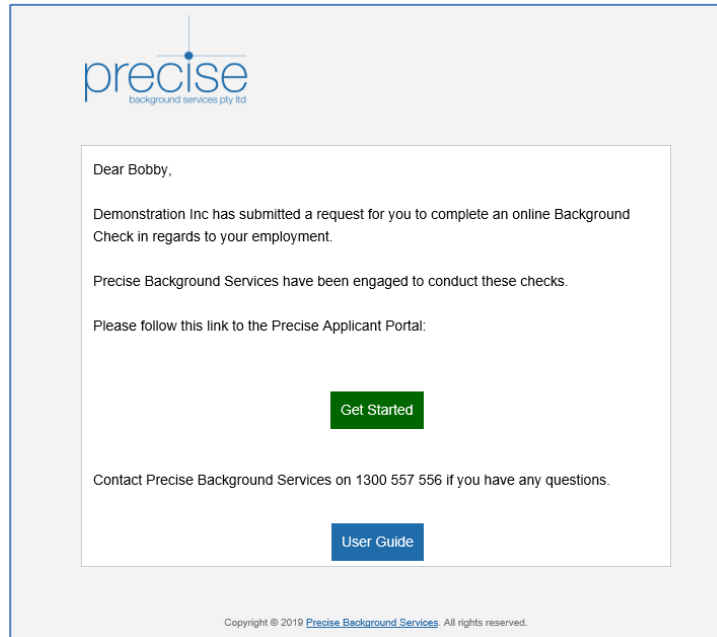 precise
background services pty ltd
Dear Bobby,
Demonstration Inc has submitted a request for you to complete an online Background
Check in regards to your employment.
Precise Background Services have been engaged to conduct these checks.
Please follow this link to the Precise Applicant Portal:
Get Started
Contact Precise Background Services on 1300 557 556 if you have any questions.
User Guide
Copyright © 2019 Precise Background Services. All rights reserved.